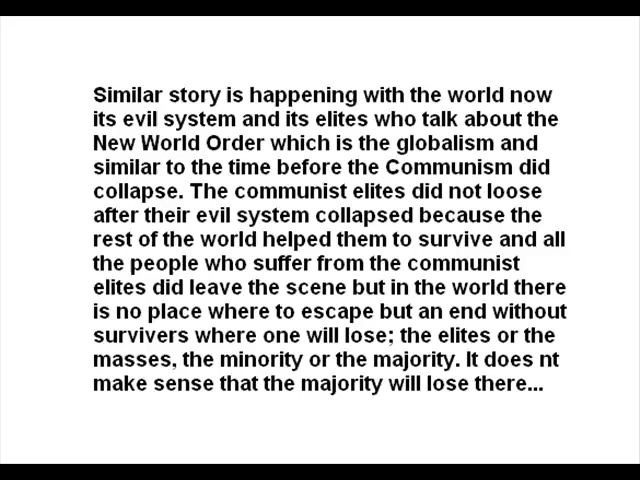 Similar story is happening with the world now
its evil system and its elites who talk about the
New World Order which is the globalism and
similar to the time before the Communism did
collapse. The communist elites did not loose
after their evil system collapsed because the
rest of the world helped them to survive and all
the people who suffer from the communist
elites did leave the scene but in the world there
is no place where to escape but an end without
survivers where one will lose; the elites or the
masses, the minority or the majority. It does nt
make sense that the majority will lose there...